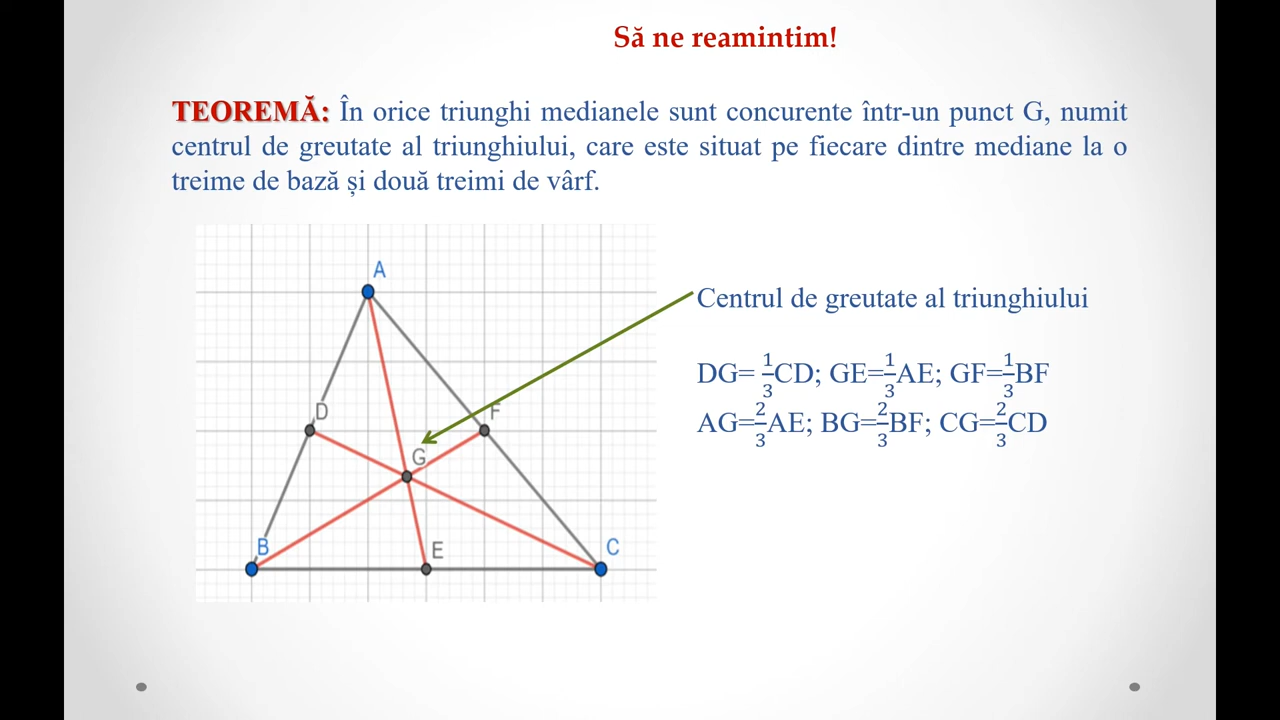 Să ne reamintim!
TEOREMĂ: În orice triunghi medianele sunt concurente într-un punct G, numit
centrul de greutate al triunghiului, care este situat pe fiecare dintre mediane la o
treime de bază și două treimi de vârf.
A
Centrul de greutate al triunghiului
DG= 1/3CD; GE=1/3AE; GF=1/3BF
D
F
AG=2/3AE; BG=2/3BF; CG=2/3CD
G
B
E
C